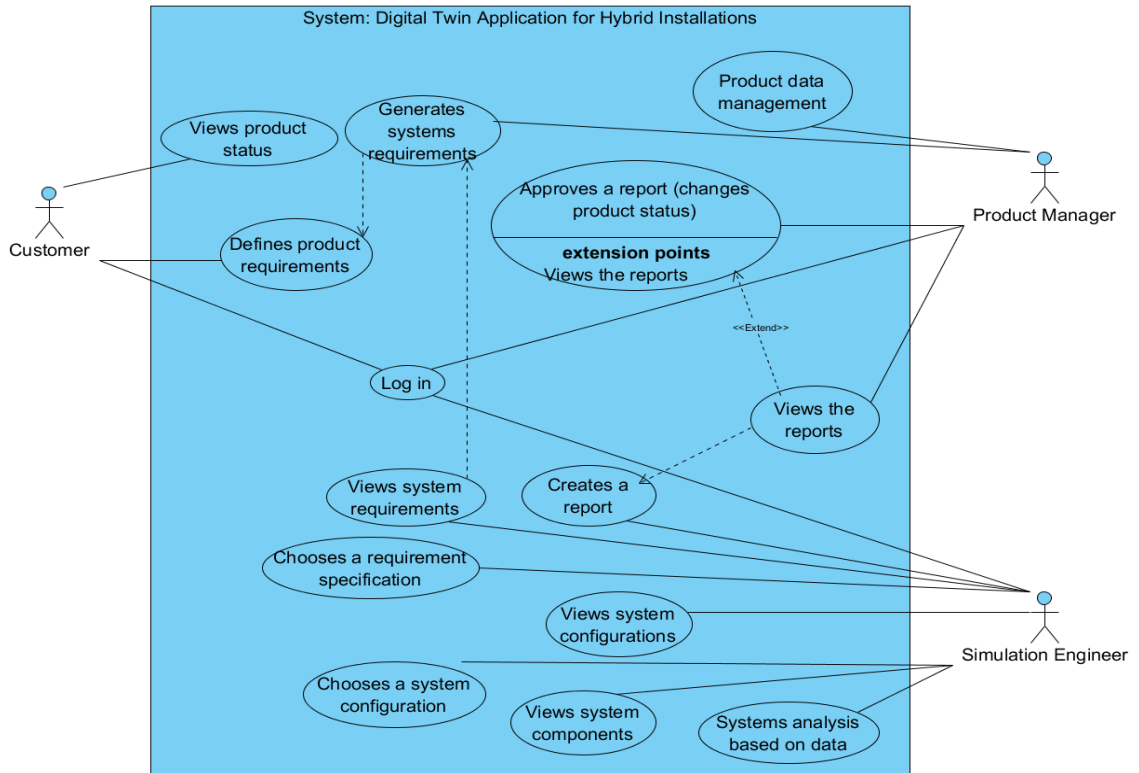 System: Digital Twin Application for Hybrid Installations
Product data
management
Generates
systems
requirements
Views product
status
Approves a report (changes
product status)
extension points
Views the reports
Product Manager
Customer
Defines product
requirements
<<Extend>>
Log in
Views the
reports
Views system
requirements
Creates a
report
Chooses a requirement
specification
Views system
configurations
Simulation Engineer
Chooses a system
configuration
Views system
components
Systems analysis
based on data